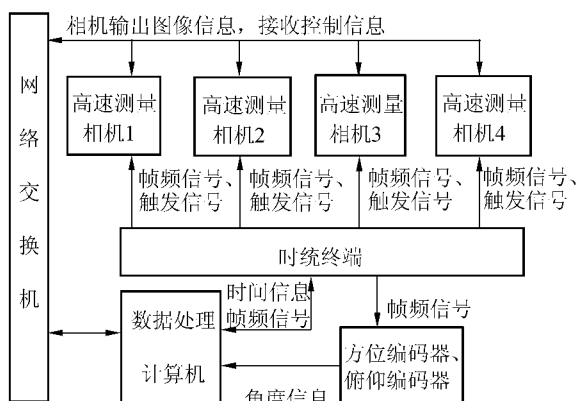 相机输出图像信息，接收控制信息
网络交换机
高速测量
相机1
高速测量
相机2
高速测量
相机3
高速测量
相机4
帧频信号、
触发信号
帧频信号、
触发信号
帧频信号、
触发信号
帧频信号、
触发信号
时统终端
时间信息
帧频信号
帧频信号
数据处理
计算机
方位编码器、
俯仰编码器
角度信息